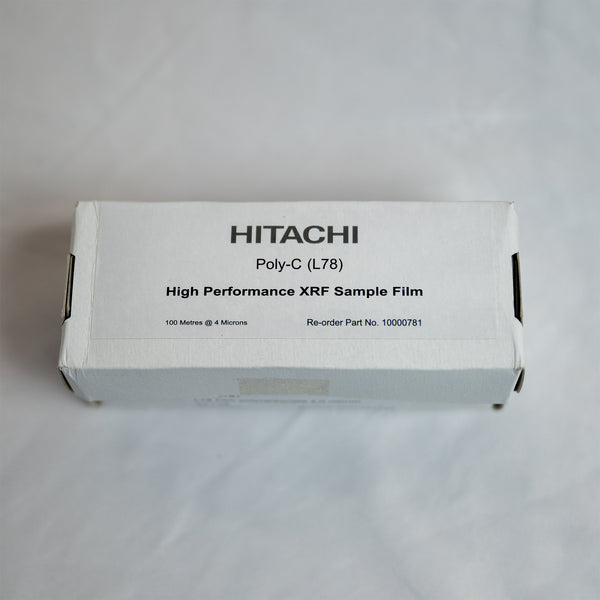 HITACHI
Poly-C (L78)
High Performance XRF Sample Film
100 Metres @ 4 Microns Re-order Part No. 10000781